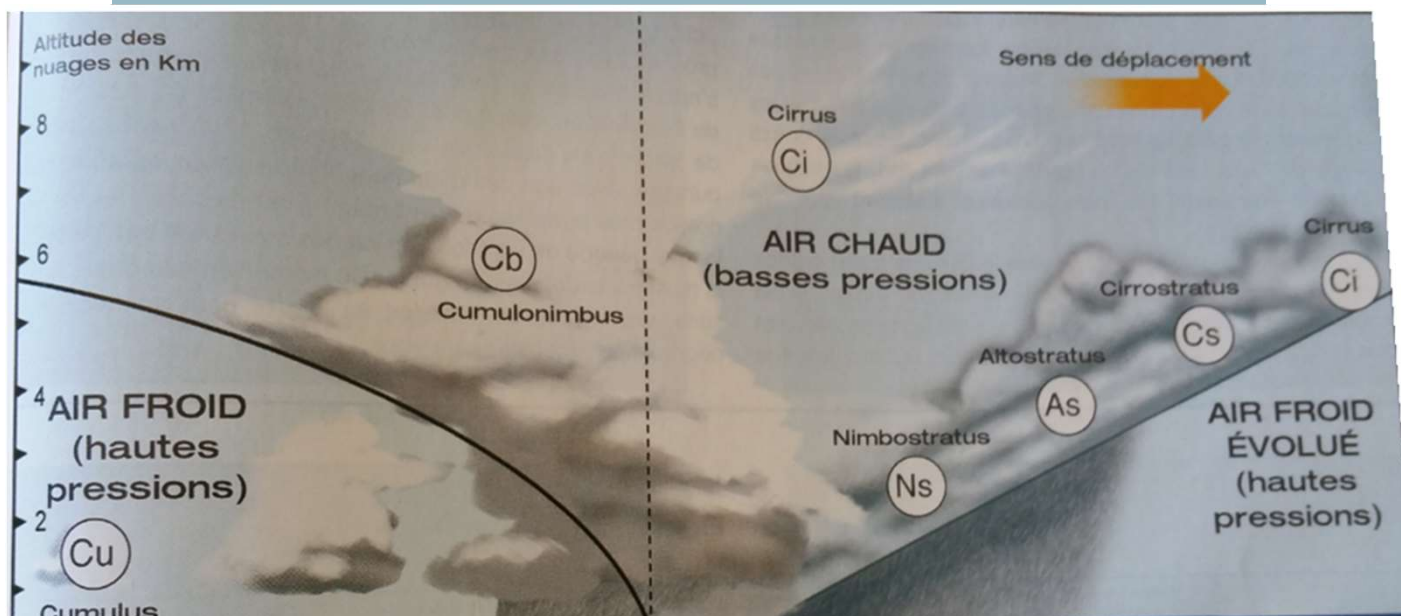 Altitude des
nuages en Km
Sens de déplacement
8
Cirrus
Ci
6
Cb
Cumulonimbus
AIR CHAUD
(basses pressions)
Cirrus
Ci
Cirrostratus
Cs
Altostratus
As
4
AIR FROID
(hautes
pressions)
Nimbostratus
Ns
AIR FROID
ÉVOLUÉ
(hautes
pressions)
2
Cu
Cumulus